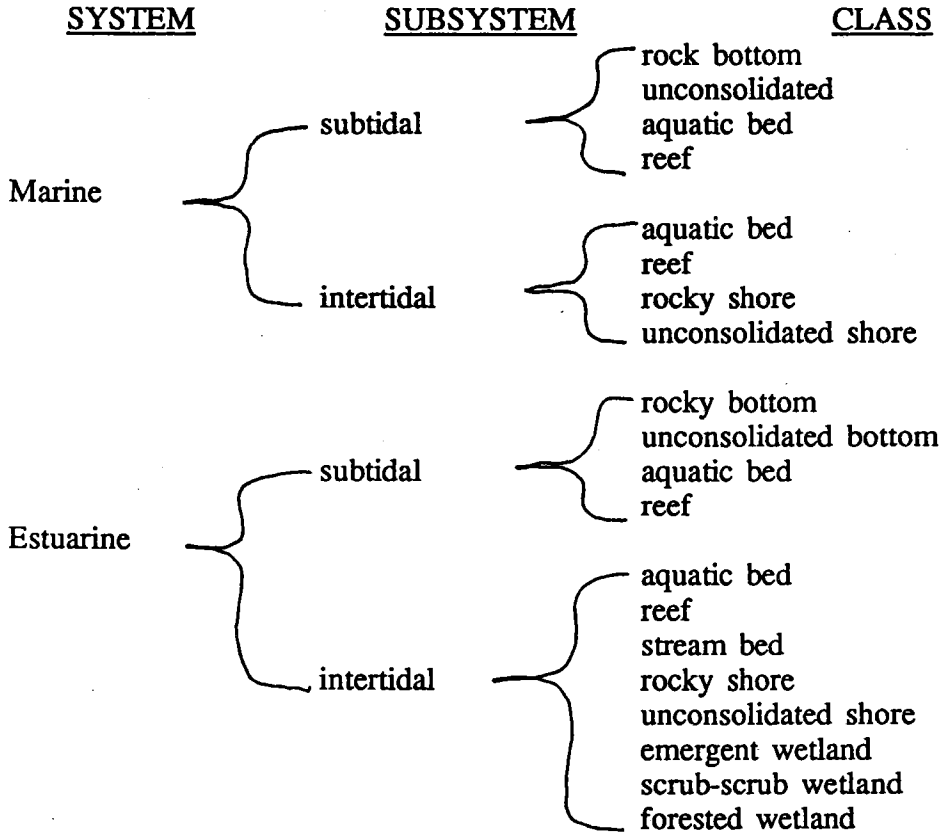 SYSTEM SUBSYSTEM CLASS
rock bottom
unconsolidated
subtidal aquatic bed
reef
Marine
aquatic bed
reef
intertidal rocky shore
unconsolidated shore
rocky bottom
unconsolidated bottom
subtidal aquatic bed
reef
Estuarine
aquatic bed
reef
stream bed
intertidal rocky shore
unconsolidated shore
emergent wetland
scrub-scrub wetland
forested wetland